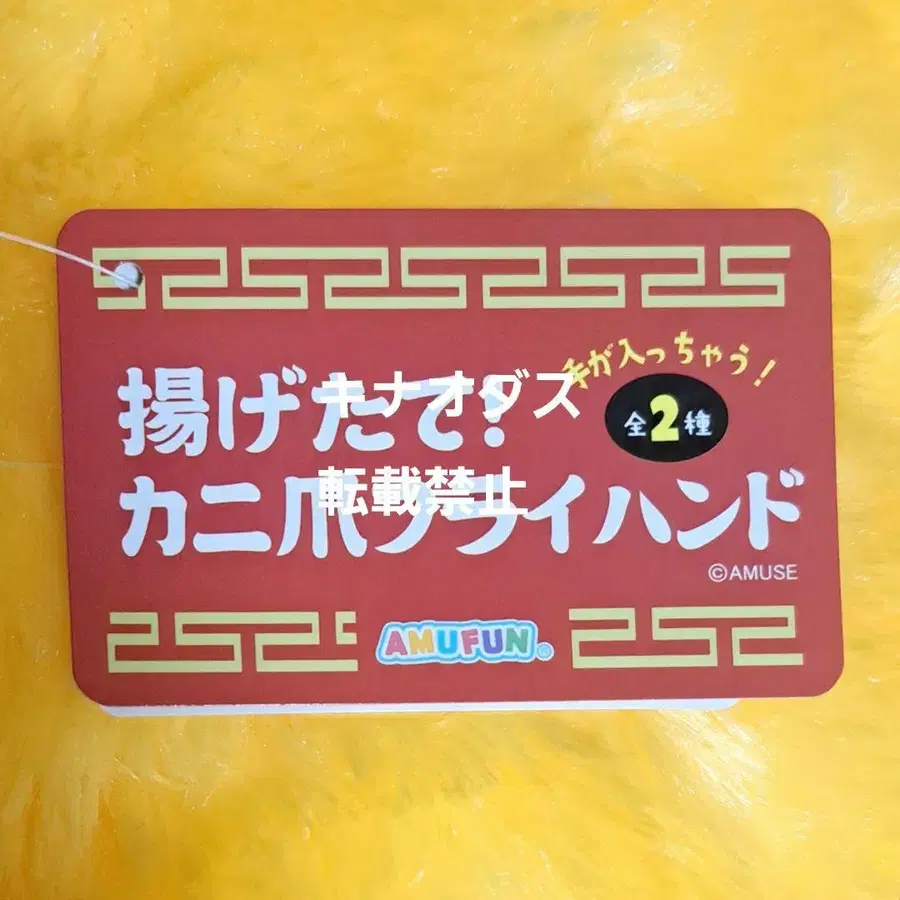 手が入っちゃう!
揚げたて!
全2種
カニ爪フライハンド
©AMUSE
AMUFUN®
キナオダス
転載禁止